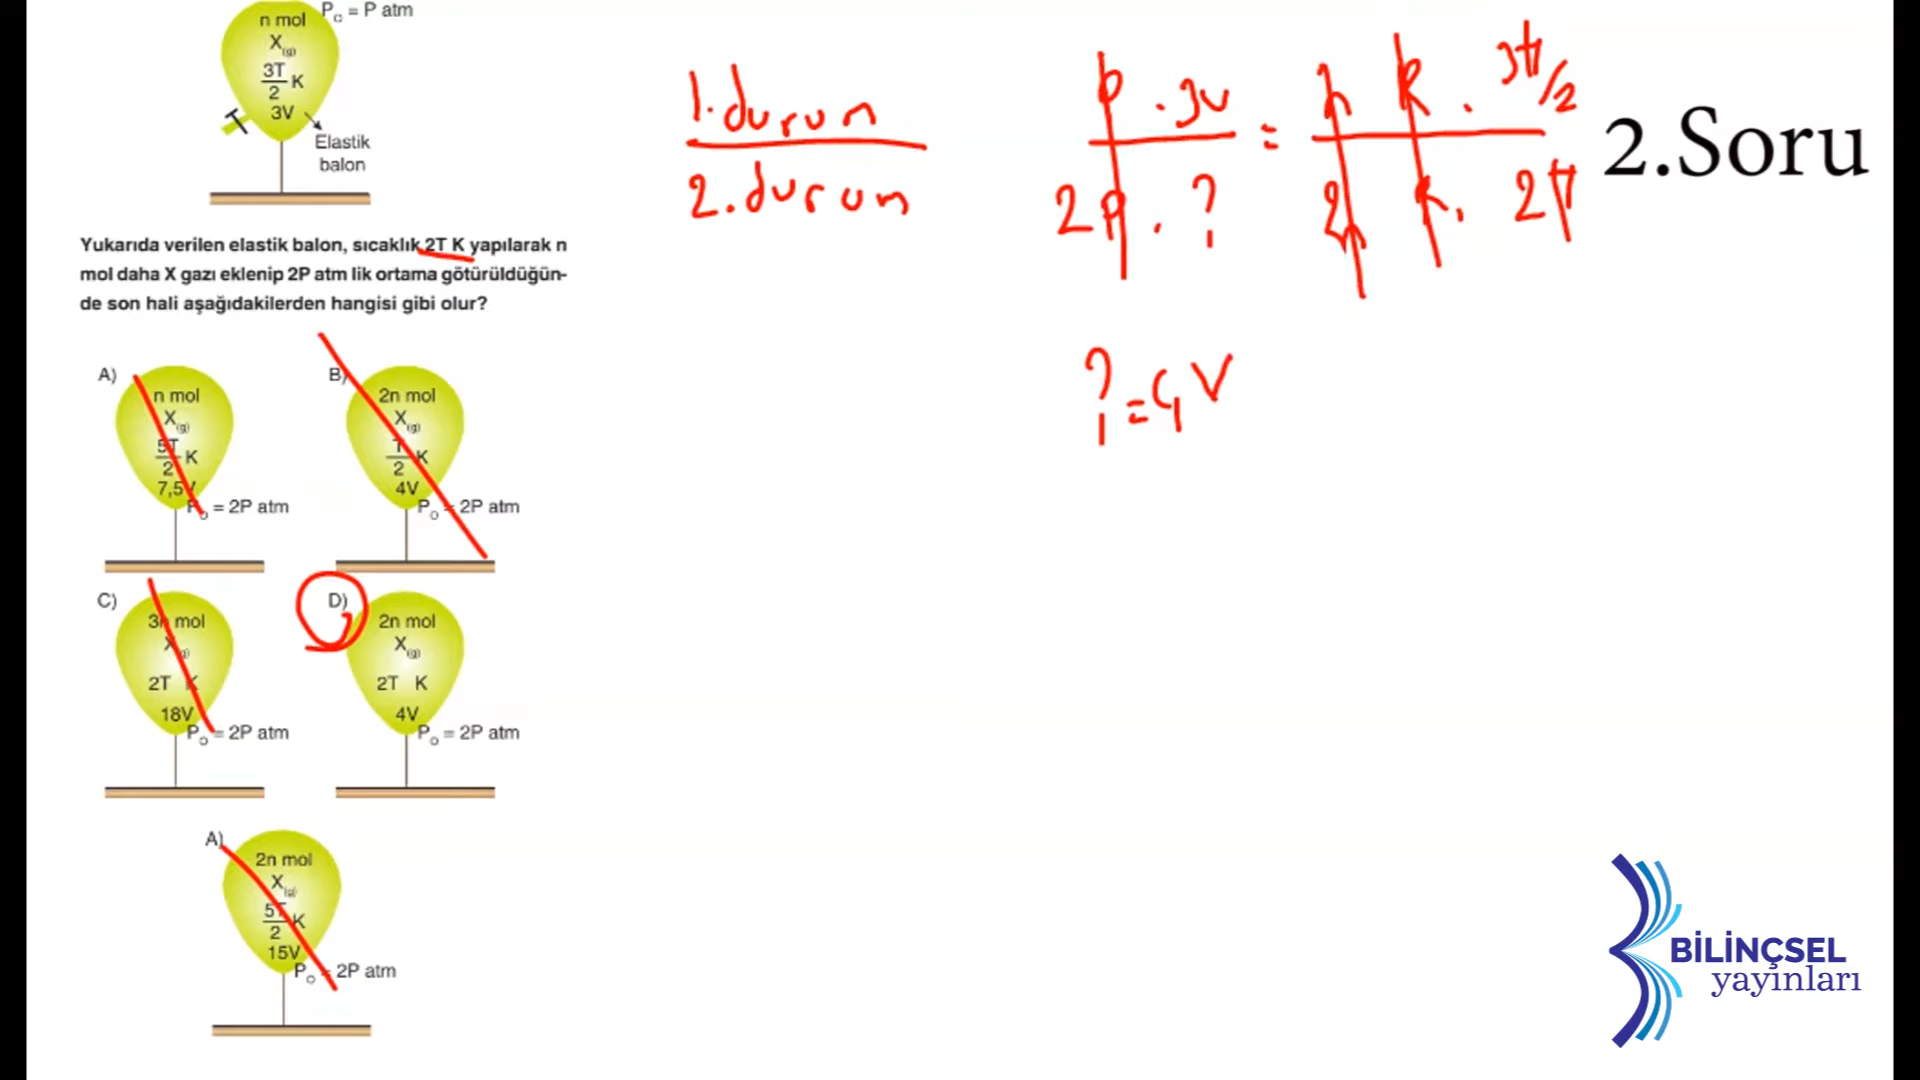 P₀ = P atm
n mol
X(g)
3T/2 K
3V
T
Elastik
balon
Yukarıda verilen elastik balon, sıcaklık 2T K yapılarak n
mol daha X gazı eklenip 2P atm lik ortama götürüldüğün-
de son hali aşağıdakilerden hangisi gibi olur?
A)
n mol
X(g)
5T/2 K
7,5V
P₀ = 2P atm
B)
2n mol
X(g)
T/2 K
4V
P₀ = 2P atm
C)
3n mol
X(g)
2T K
18V
P₀ = 2P atm
D)
2n mol
X(g)
2T K
4V
P₀ = 2P atm
A)
2n mol
X(g)
5T/2 K
15V
P₀ = 2P atm
1.durum
2.durum
P . 3V = n R . 3T/2
2P . ? 2n R . 2T
? = 4V
2.Soru
BİLİNÇSEL
yayınları